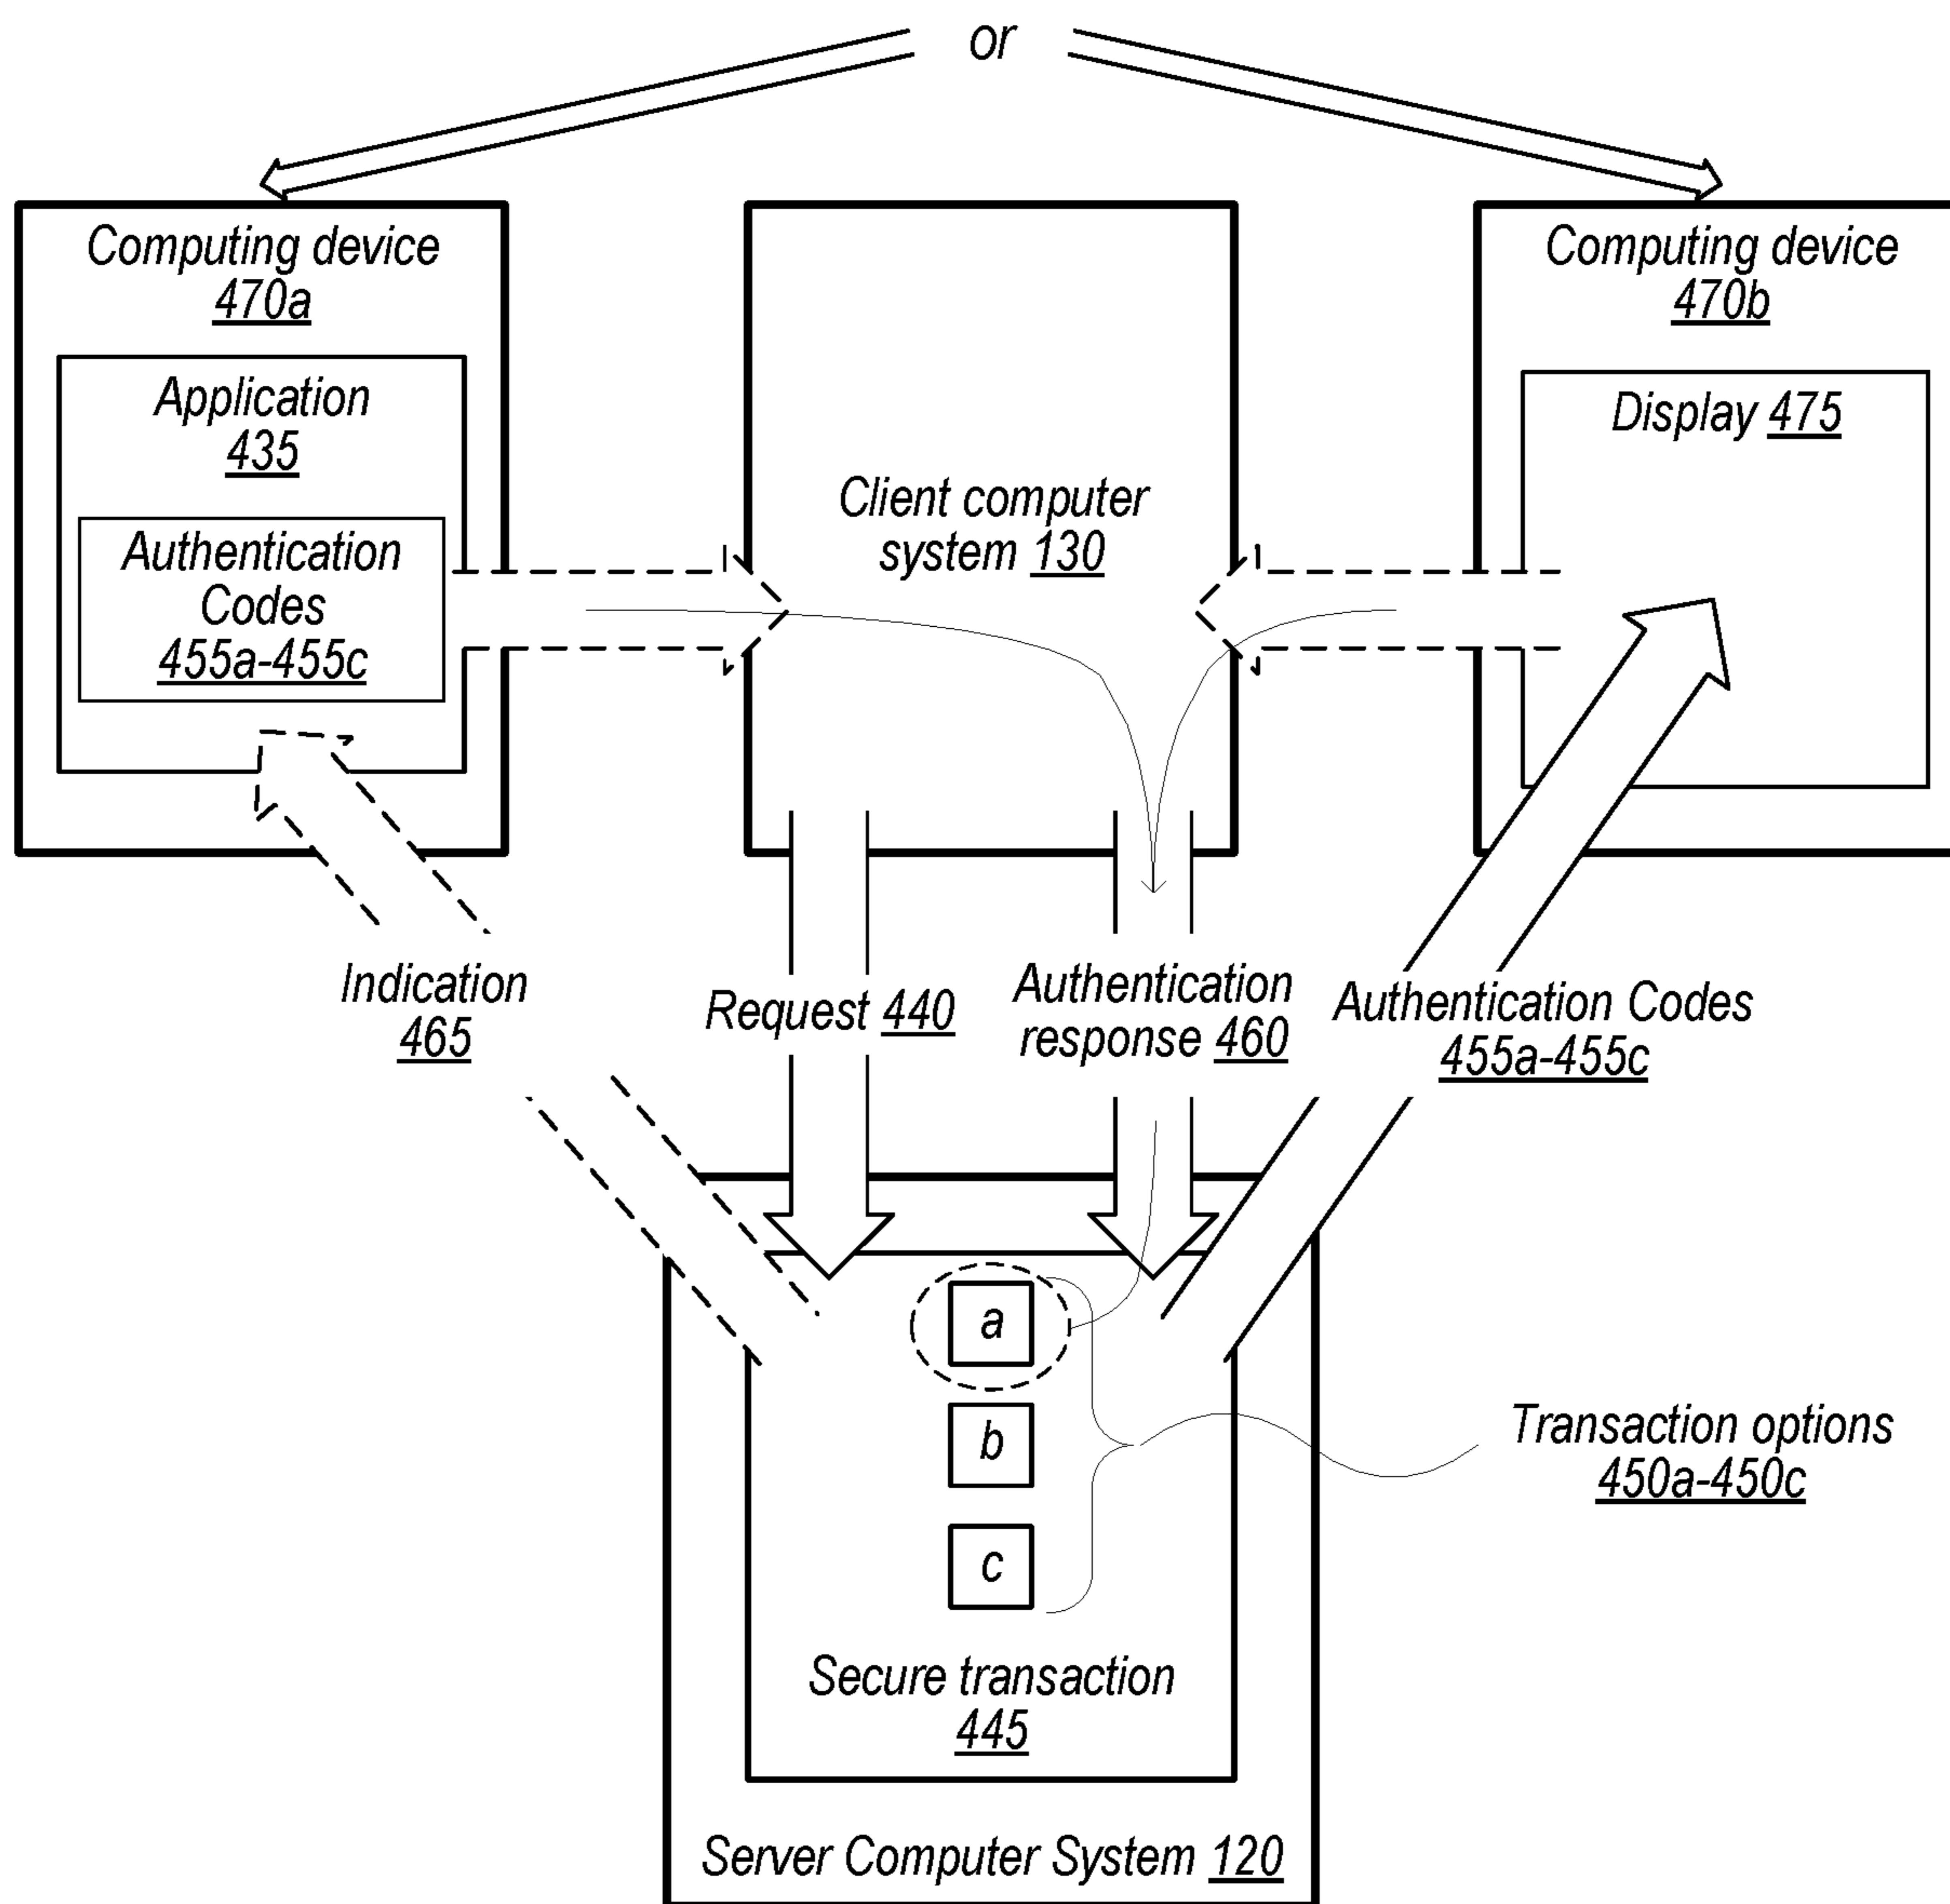 or
Computing device
470a
Application
435
Authentication
Codes
455a-455c
Client computer
system 130
Computing device
470b
Display 475
Indication
465
Request 440
Authentication
response 460
Authentication Codes
455a-455c
a
b
c
Transaction options
450a-450c
Secure transaction
445
Server Computer System 120